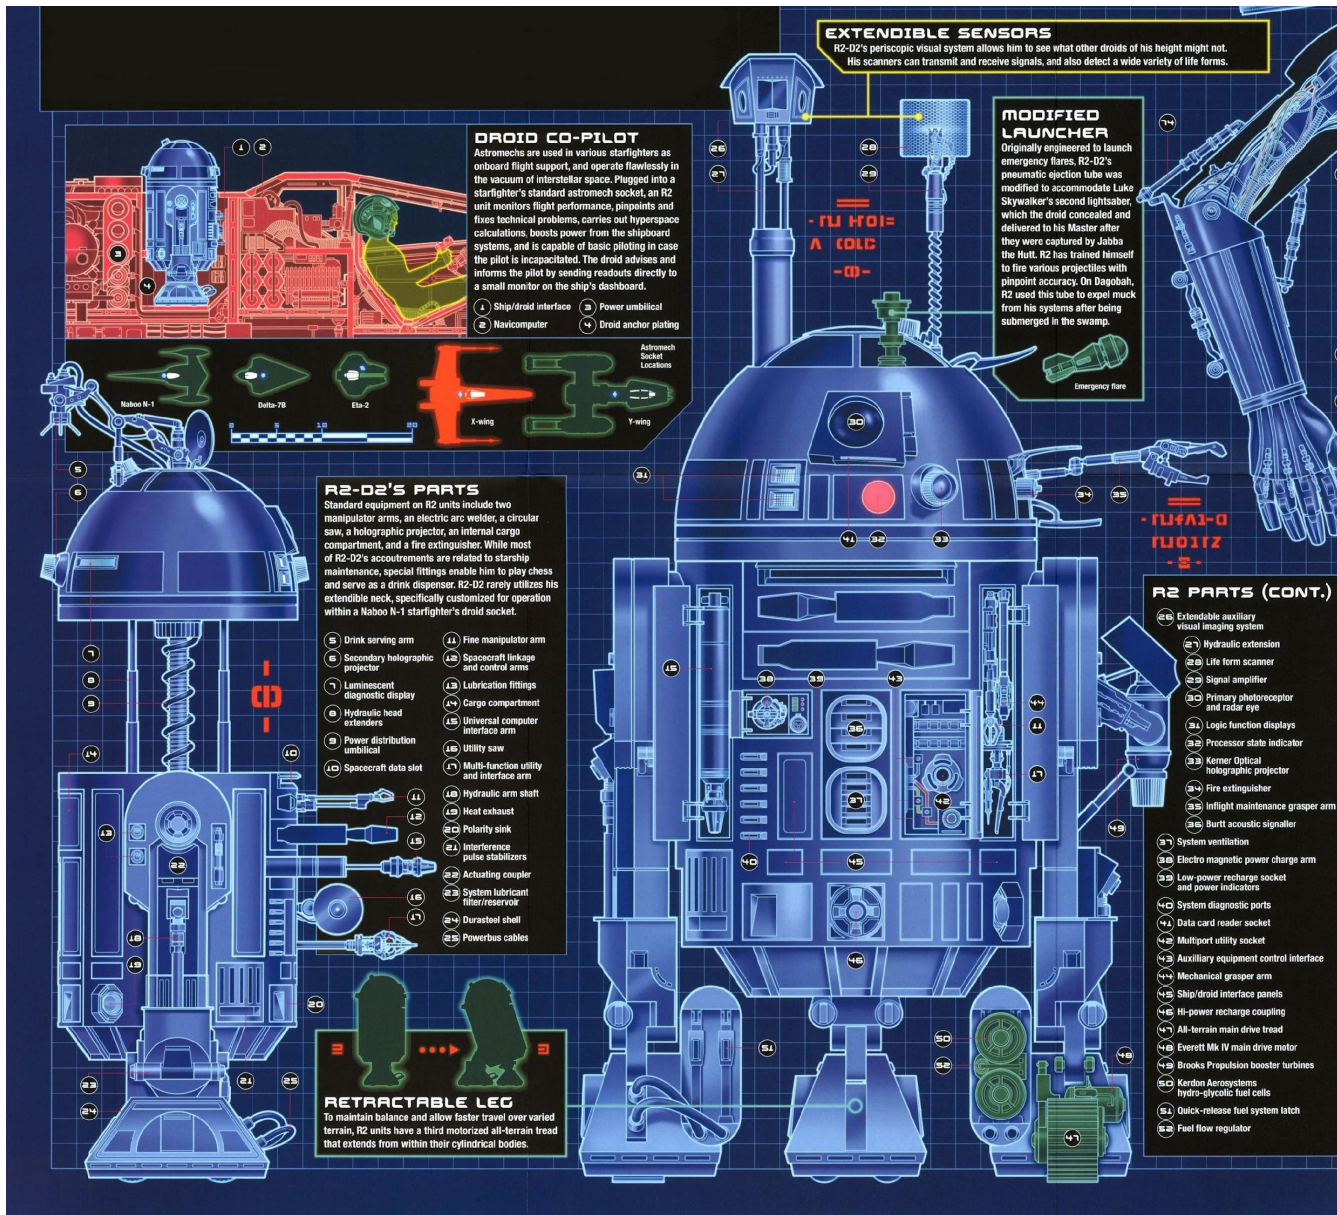 EXTENDIBLE SENSORS
R2-D2's periscopic visual system allows him to see what other droids of his height might not.
His scanners can transmit and receive signals, and also detect a wide variety of life forms.
DROID CO-PILOT
Astromechs are used in various starfighters as
onboard flight support, and operate flawlessly in
the vacuum of interstellar space. Plugged into a
starfighter's standard astromech socket, an R2
unit monitors flight performance, pinpoints and
fixes technical problems, carries out hyperspace
calculations, boosts power from the shipboard
systems, and is capable of basic piloting in case
the pilot is incapacitated. The droid advises and
informs the pilot by sending readouts directly to
a small monitor on the ship's dashboard.
1 Ship/droid interface
2 Navicomputer
3 Power umbilical
4 Droid anchor plating
Astromech
Socket
Locations
Naboo N-1
Delta-7B
Eta-2
X-wing
Y-wing
0 5 10 20
MODIFIED
LAUNCHER
Originally engineered to launch
emergency flares, R2-D2's
pneumatic ejection tube was
modified to accommodate Luke
Skywalker's second lightsaber,
which the droid concealed and
delivered to his Master after
they were captured by Jabba
the Hutt. R2 has trained himself
to fire various projectiles with
pinpoint accuracy. On Dagobah,
R2 used this tube to expel muck
from his systems after being
submerged in the swamp.
Emergency flare
R2-D2'S PARTS
Standard equipment on R2 units include two
manipulator arms, an electric arc welder, a circular
saw, a holographic projector, an internal cargo
compartment, and a fire extinguisher. While most
of R2-D2's accoutrements are related to starship
maintenance, special fittings enable him to play chess
and serve as a drink dispenser. R2-D2 rarely utilizes his
extendible neck, specifically customized for operation
within a Naboo N-1 starfighter's droid socket.
5 Drink serving arm
6 Secondary holographic
projector
7 Luminescent
diagnostic display
8 Hydraulic head
extenders
9 Power distribution
umbilical
10 Spacecraft data slot
11 Fine manipulator arm
12 Spacecraft linkage
and control arms
13 Lubrication fittings
14 Cargo compartment
15 Universal computer
interface arm
16 Utility saw
17 Multi-function utility
and interface arm
18 Hydraulic arm shaft
19 Heat exhaust
20 Polarity sink
21 Interference
pulse stabilizers
22 Actuating coupler
23 System lubricant
filter/reservoir
24 Durasteel shell
25 Powerbus cables
RETRACTABLE LEG
To maintain balance and allow faster travel over varied
terrain, R2 units have a third motorized all-terrain tread
that extends from within their cylindrical bodies.
2
3
R2 PARTS (CONT.)
26 Extendable auxiliary
visual imaging system
27 Hydraulic extension
28 Life form scanner
29 Signal amplifier
30 Primary photoreceptor
and radar eye
31 Logic function displays
32 Processor state indicator
33 Kerner Optical
holographic projector
34 Fire extinguisher
35 Inflight maintenance grasper arm
36 Burtt acoustic signaller
37 System ventilation
38 Electro magnetic power charge arm
39 Low-power recharge socket
and power indicators
40 System diagnostic ports
41 Data card reader socket
42 Multiport utility socket
43 Auxilliary equipment control interface
44 Mechanical grasper arm
45 Ship/droid interface panels
46 Hi-power recharge coupling
47 All-terrain main drive tread
48 Everett Mk IV main drive motor
49 Brooks Propulsion booster turbines
50 Kerdon Aerosystems
hydro-glycolic fuel cells
51 Quick-release fuel system latch
52 Fuel flow regulator